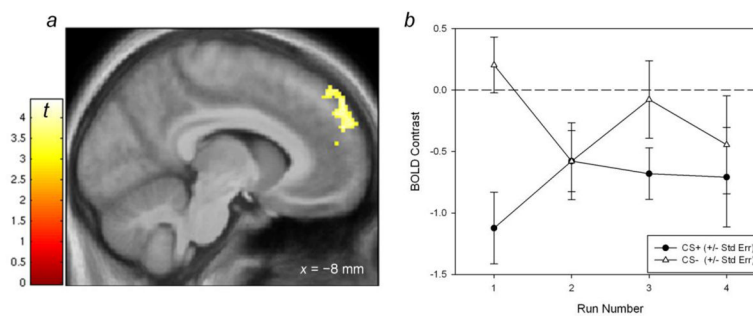 a
t
4
3.5
3
2.5
2
1.5
1
0.5
0
x = −8 mm
b
BOLD Contrast
0.5
0.0
-0.5
-1.0
-1.5
1
2
3
4
Run Number
CS+ (+/- Std Err)
CS- (+/- Std Err)